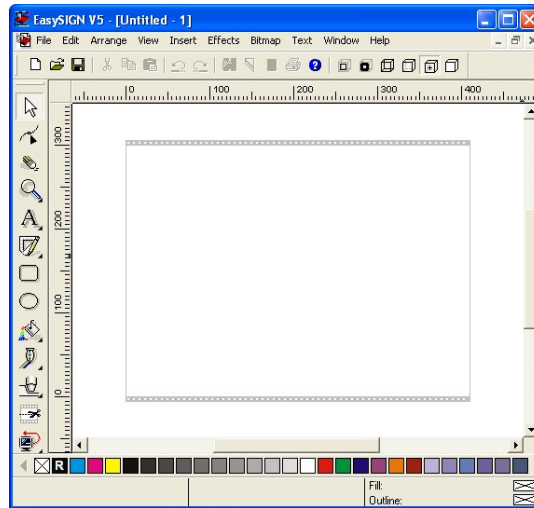 EasySIGN V5 - [Untitled - 1]
File Edit Arrange View Insert Effects Bitmap Text Window Help
0 100 200 300 400
300
200
100
0
R
Fill:
Outline: